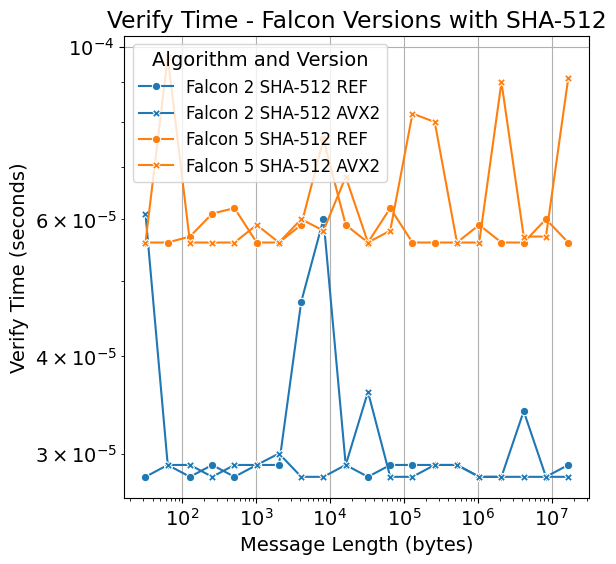 Verify Time - Falcon Versions with SHA-512
10^{-4}
6 × 10^{-5}
4 × 10^{-5}
3 × 10^{-5}
Verify Time (seconds)
Algorithm and Version
Falcon 2 SHA-512 REF
Falcon 2 SHA-512 AVX2
Falcon 5 SHA-512 REF
Falcon 5 SHA-512 AVX2
10^2 10^3 10^4 10^5 10^6 10^7
Message Length (bytes)